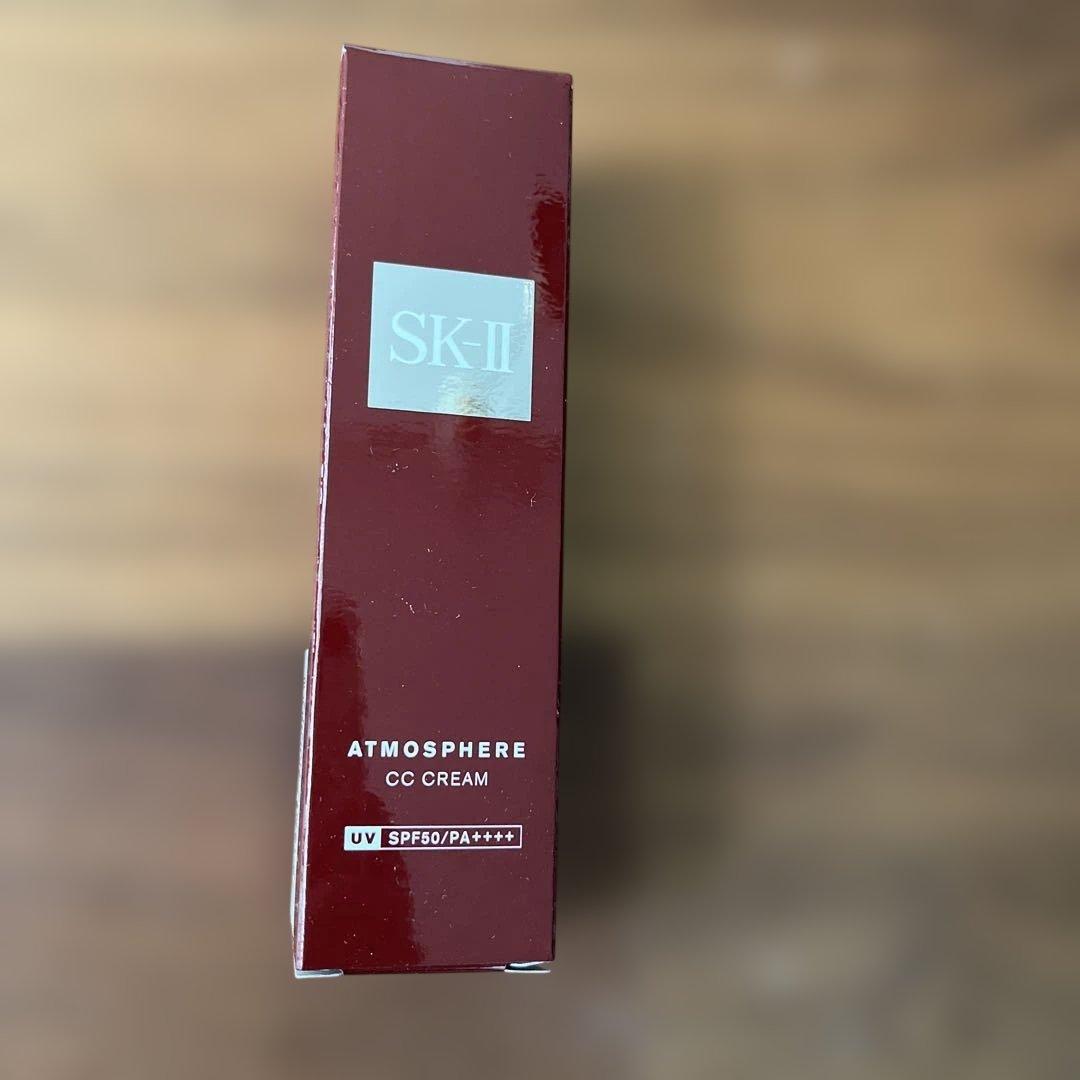 SK-II
ATMOSPHERE
CC CREAM
UV SPF50/PA++++